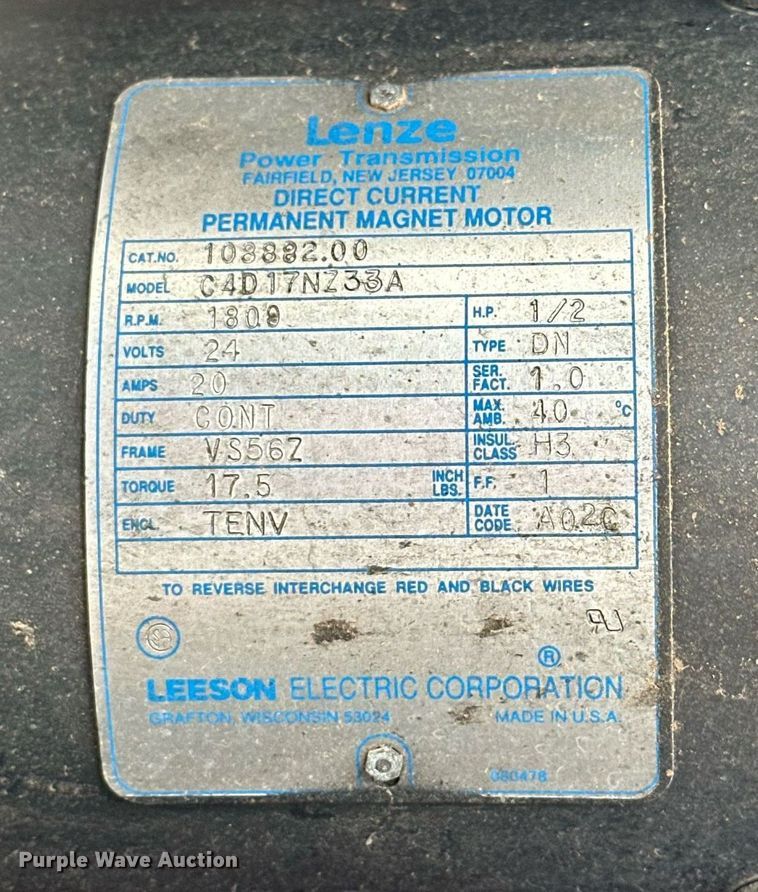 Lenze
Power Transmission
FAIRFIELD, NEW JERSEY 07004
DIRECT CURRENT
PERMANENT MAGNET MOTOR
CAT.NO. 108882.00
MODEL C4D17NZ33A
R.P.M. 1800 H.P. 1/2
VOLTS 24 TYPE DN
AMPS 20 SER. FACT. 1.0
DUTY CONT MAX. AMB. 40 °C
FRAME VS56Z INSUL. CLASS H3
TORQUE 17.5 INCH LBS. F.F. 1
ENCL. TENV DATE CODE A02C
TO REVERSE INTERCHANGE RED AND BLACK WIRES
®
LEESON ELECTRIC CORPORATION
GRAFTON, WISCONSIN 53024 MADE IN U.S.A.
080478
Purple Wave Auction